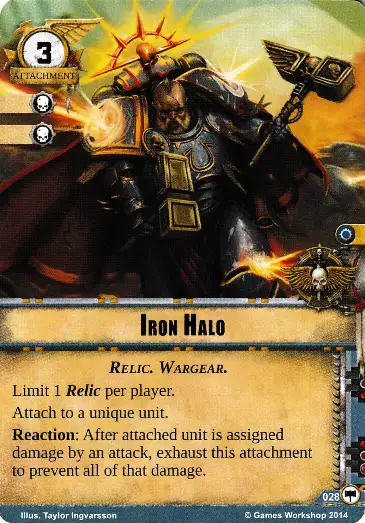 3
ATTACHMENT
IRON HALO
RELIC. WARGEAR.
Limit 1 Relic per player.
Attach to a unique unit.
Reaction: After attached unit is assigned
damage by an attack, exhaust this attachment
to prevent all of that damage.
028
Illus. Taylor Ingvarsson
© Games Workshop 2014